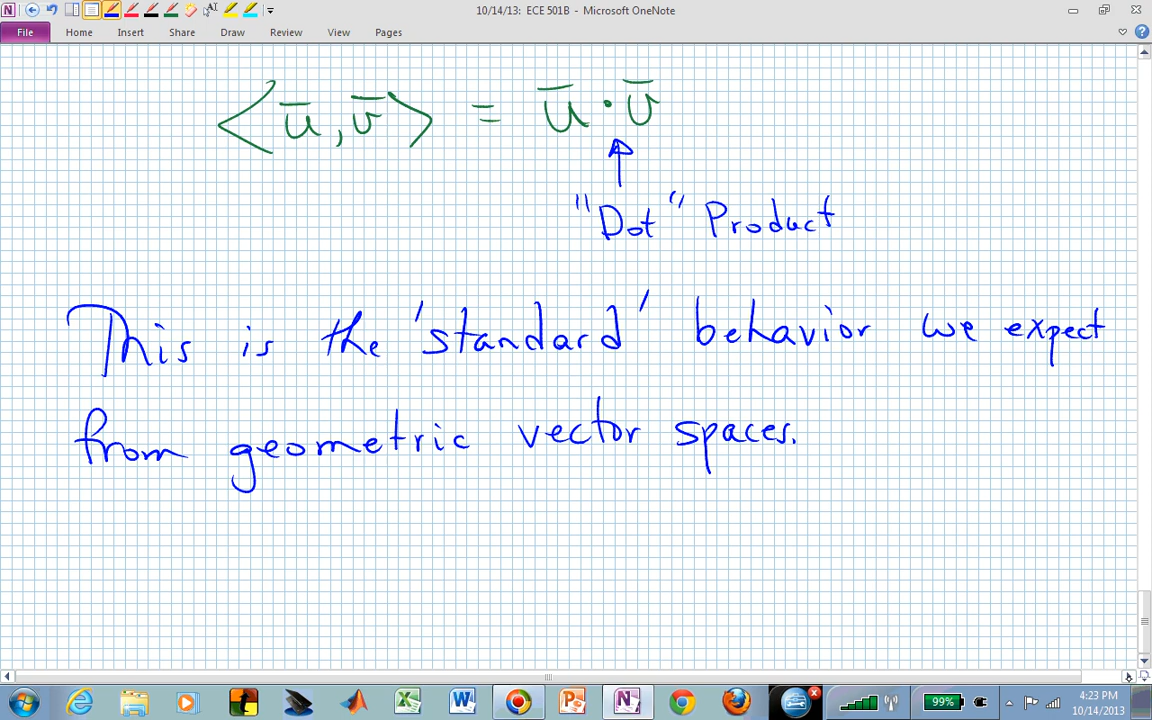 10/14/13: ECE 501B - Microsoft OneNote
File Home Insert Share Draw Review View Pages
<u̅, v̅> = u̅ · v̅
"Dot" Product
This is the 'standard' behavior we expect
from geometric vector spaces.
99%
4:23 PM
10/14/2013